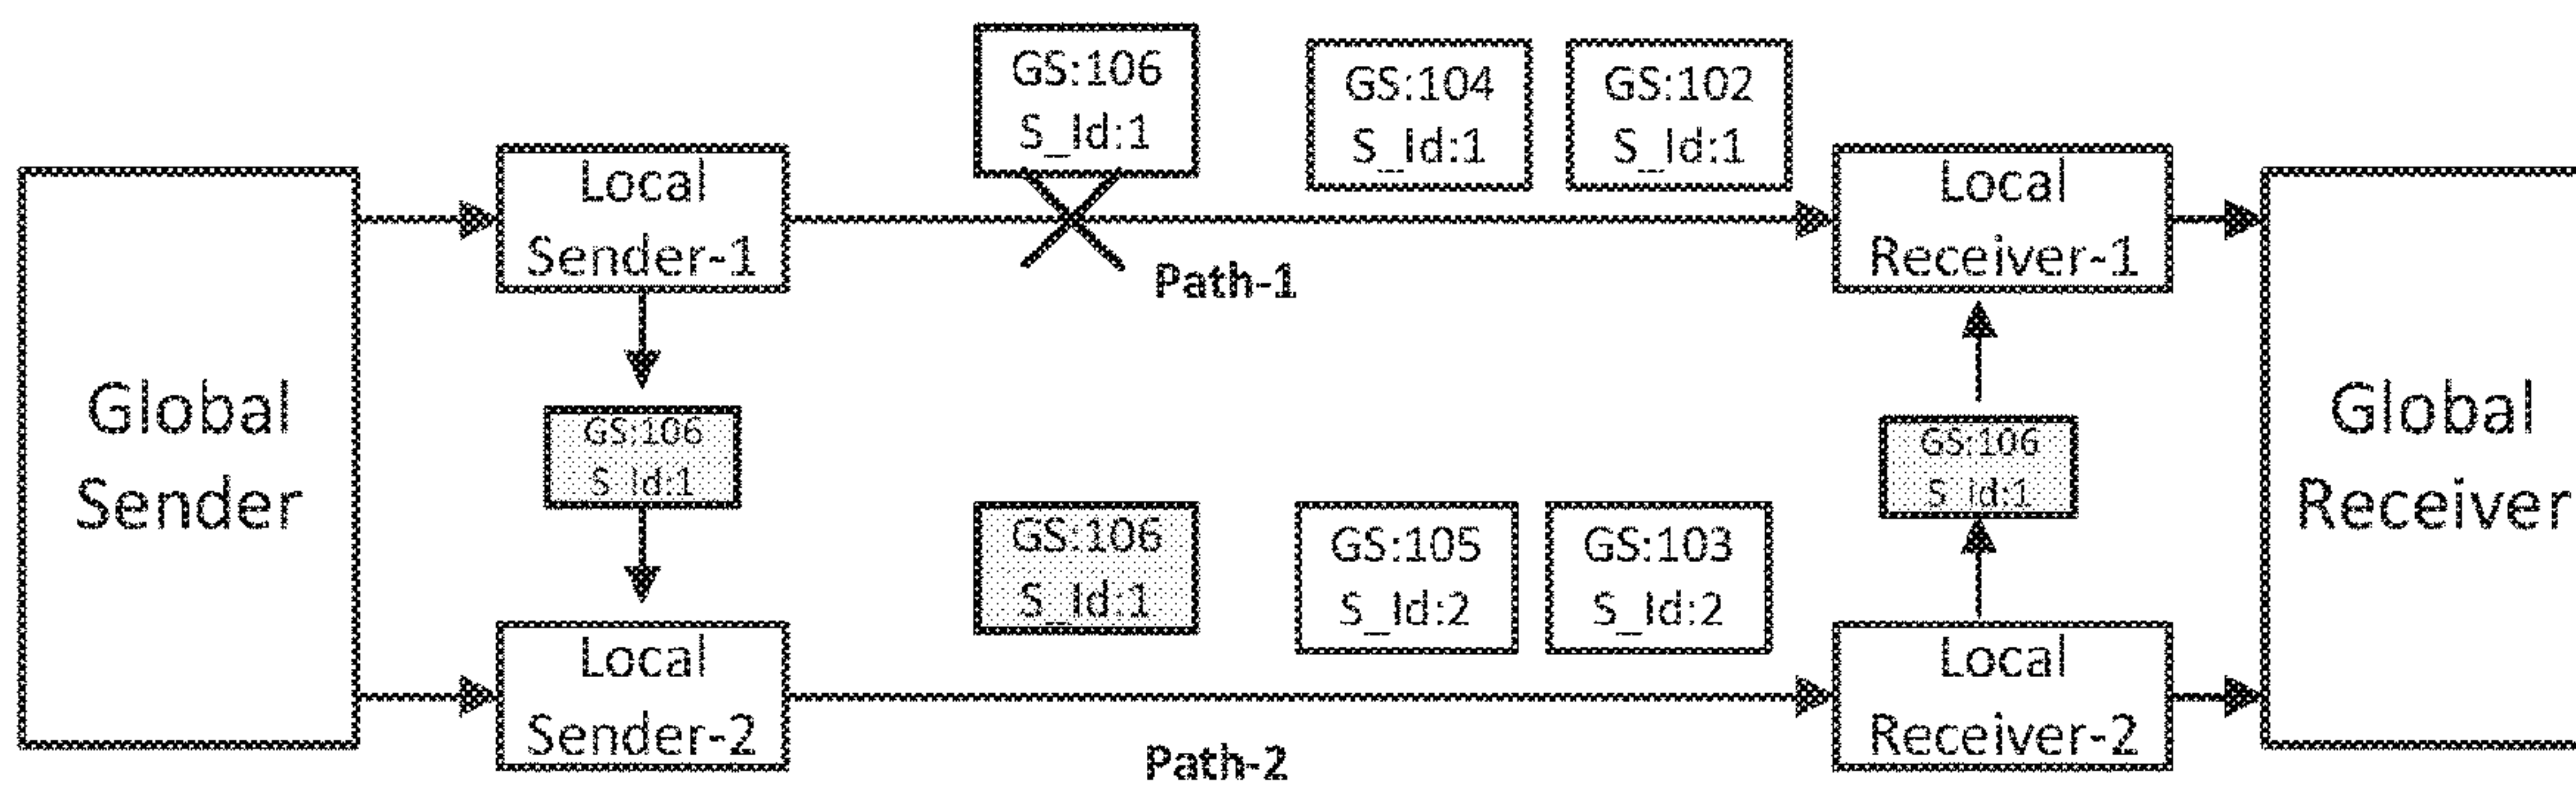 Global
Sender
Local
Sender-1
GS:106
S_Id:1
GS:104
S_Id:1
GS:102
S_Id:1
Path-1
Local
Receiver-1
GS:106
S_Id:1
GS:106
S_Id:1
GS:105
S_Id:2
GS:103
S_Id:2
GS:106
S_Id:1
Local
Sender-2
Path-2
Local
Receiver-2
Global
Receiver